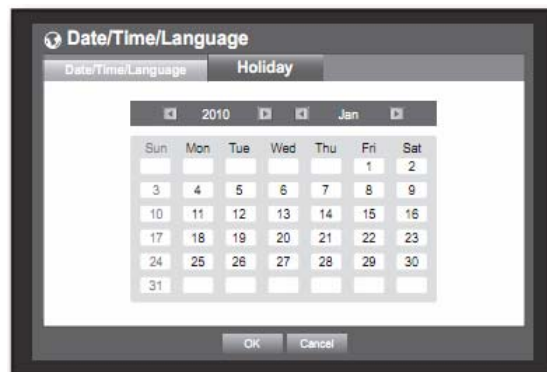 Date/Time/Language
Date/Time/Language Holiday
2010 Jan
Sun Mon Tue Wed Thu Fri Sat
1 2
3 4 5 6 7 8 9
10 11 12 13 14 15 16
17 18 19 20 21 22 23
24 25 26 27 28 29 30
31
OK Cancel